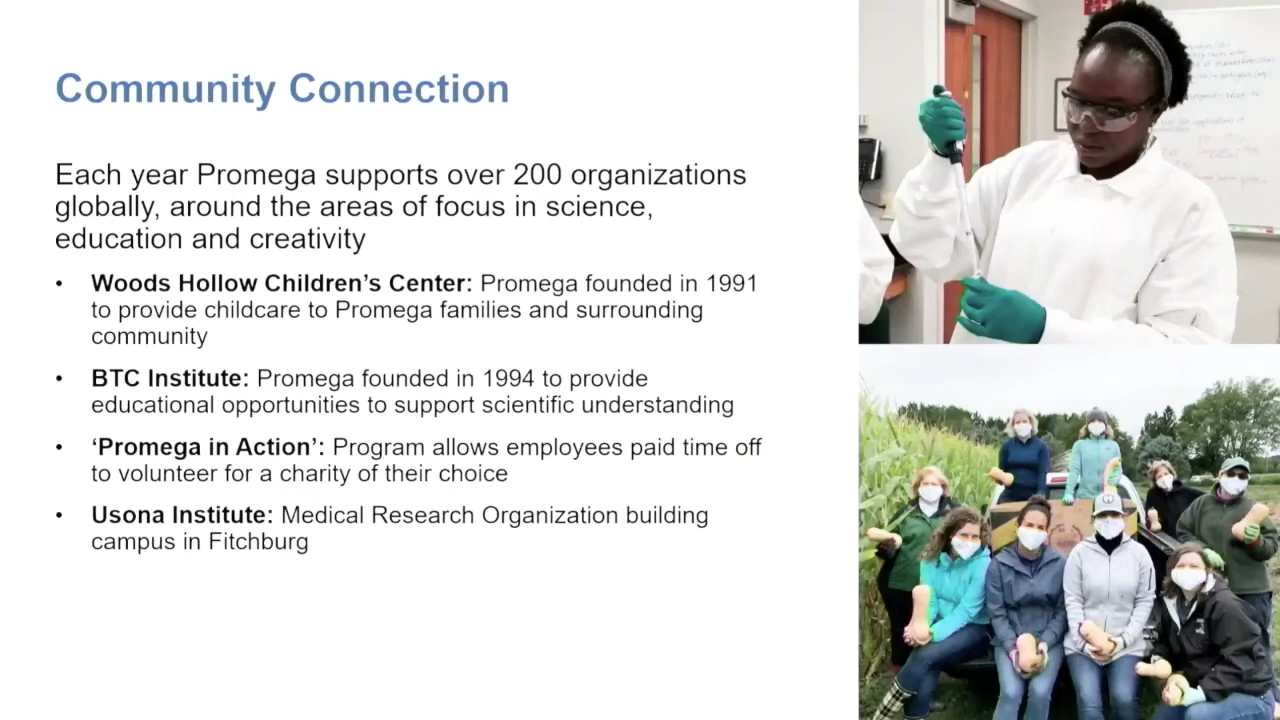 Community Connection
Each year Promega supports over 200 organizations
globally, around the areas of focus in science,
education and creativity
• Woods Hollow Children’s Center: Promega founded in 1991
to provide childcare to Promega families and surrounding
community
• BTC Institute: Promega founded in 1994 to provide
educational opportunities to support scientific understanding
• ‘Promega in Action’: Program allows employees paid time off
to volunteer for a charity of their choice
• Usona Institute: Medical Research Organization building
campus in Fitchburg